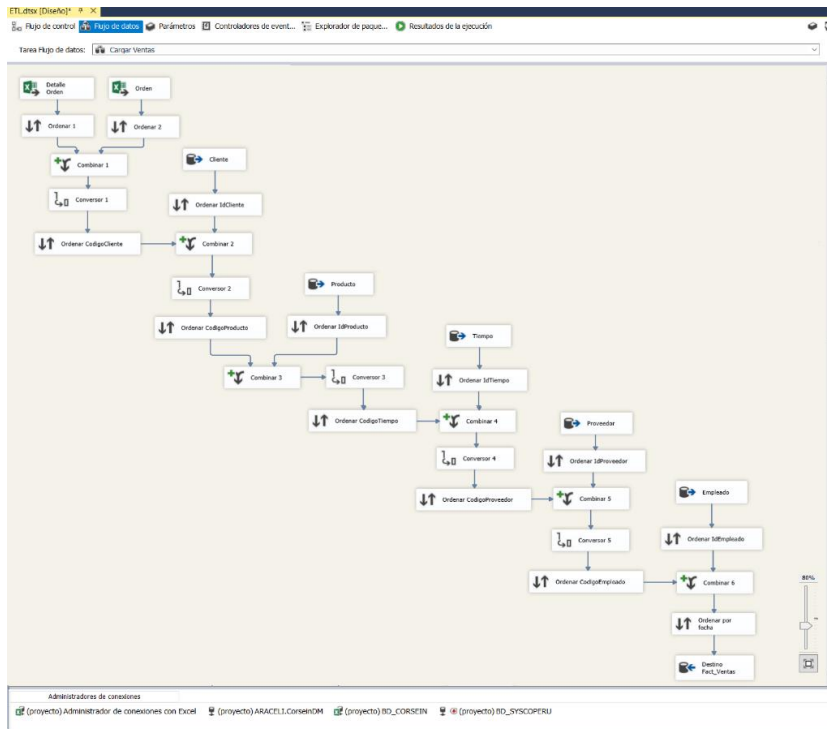 ETL.dtsx [Diseño]*
Flujo de control Flujo de datos Parámetros Controladores de event... Explorador de paque... Resultados de la ejecución
Tarea Flujo de datos: Cargar Ventas
Detalle Orden
Orden
Ordenar 1
Ordenar 2
Combinar 1
Cliente
Conversor 1
Ordenar IdCliente
Ordenar CodigoCliente
Combinar 2
Conversor 2
Producto
Ordenar CodigoProducto
Ordenar IdProducto
Tiempo
Combinar 3
Conversor 3
Ordenar IdTiempo
Ordenar CodigoTiempo
Combinar 4
Proveedar
Conversor 4
Ordenar IdProveedor
Ordenar CodigoProveedor
Combinar 5
Empleado
Conversor 5
Ordenar IdEmpleado
Ordenar CodigoEmpleado
Combinar 6
80%
Ordenar por
fecha
Destino
Fact_Ventas
Administradores de conexiones
(proyecto) Administrador de conexiones con Excel (proyecto) ARACELI.CorseinDM (proyecto) BD_CORSEIN (proyecto) BD_SYSCOPERU